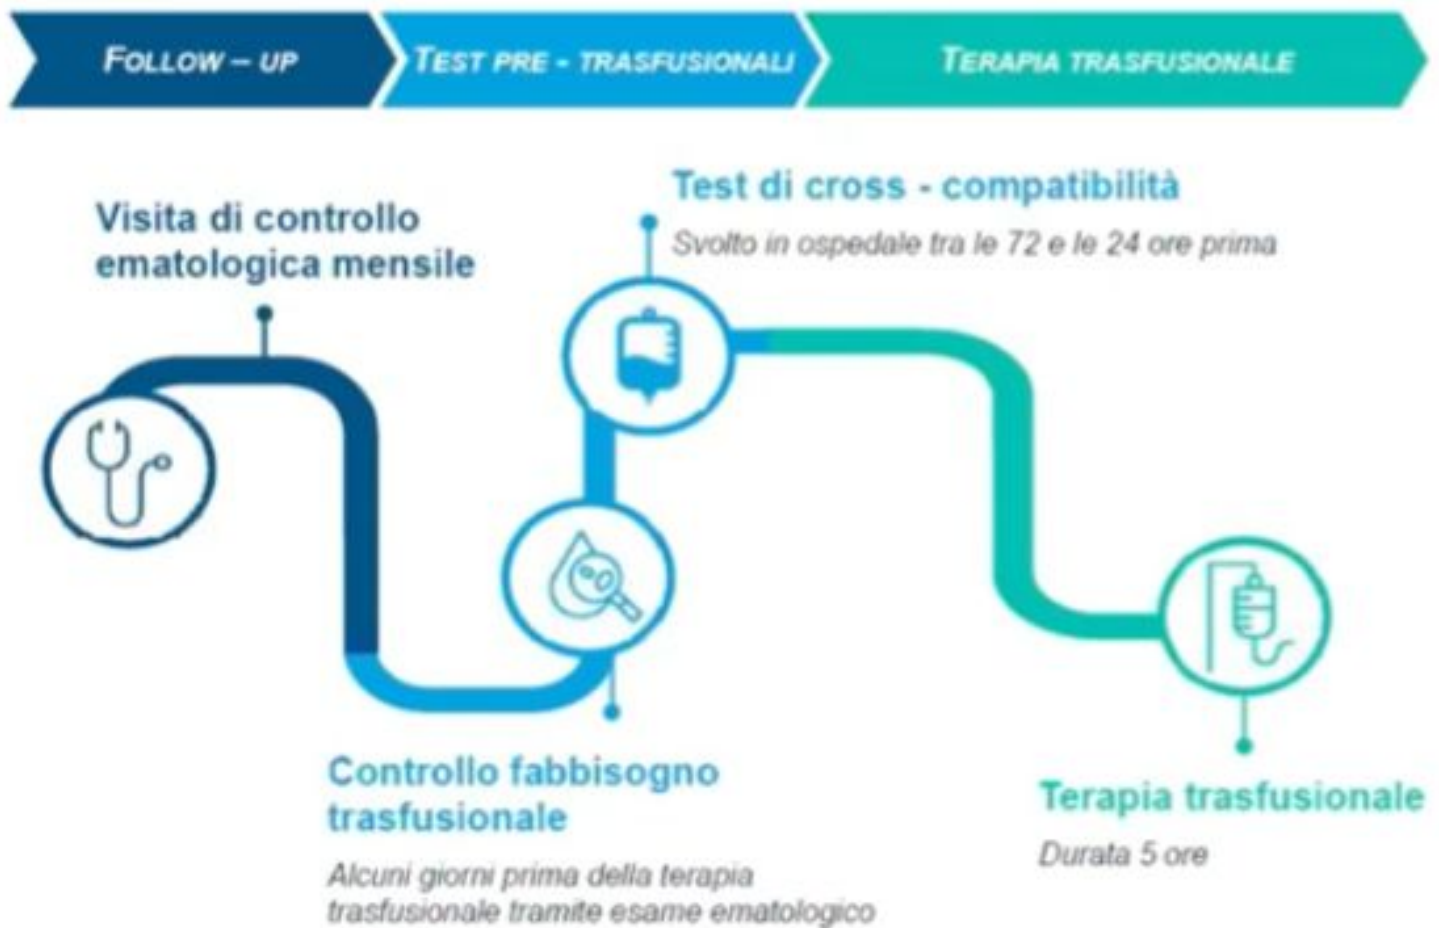 FOLLOW – UP
TEST PRE - TRASFUSIONALI
TERAPIA TRASFUSIONALE
Visita di controllo
ematologica mensile
Test di cross - compatibilità
Svolto in ospedale tra le 72 e le 24 ore prima
Controllo fabbisogno
trasfusionale
Alcuni giorni prima della terapia
trasfusionale tramite esame ematologico
Terapia trasfusionale
Durata 5 ore